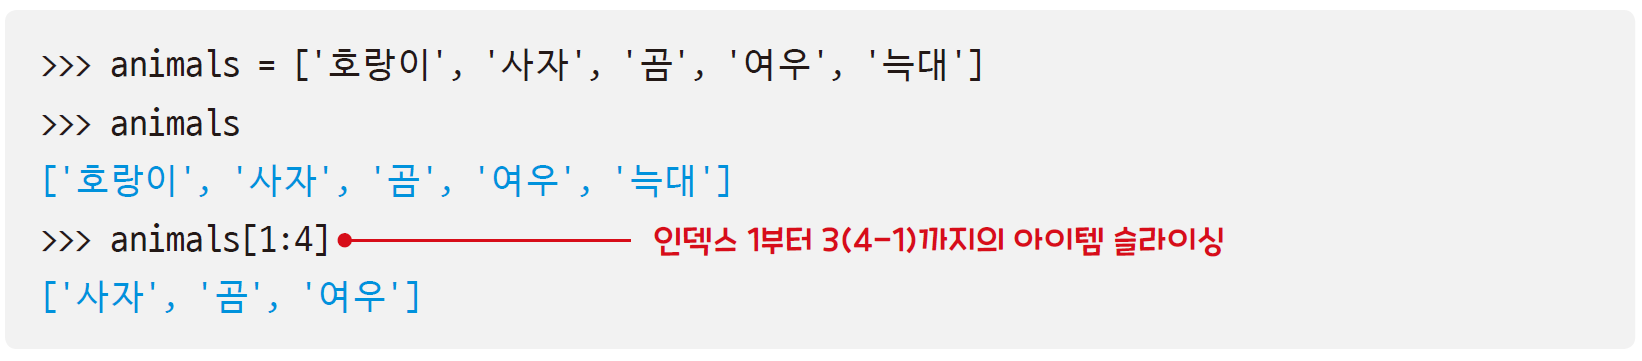 >>> animals = ['호랑이', '사자', '곰', '여우', '늑대']
>>> animals
['호랑이', '사자', '곰', '여우', '늑대']
>>> animals[1:4] 인덱스 1부터 3(4-1)까지의 아이템 슬라이싱
['사자', '곰', '여우']